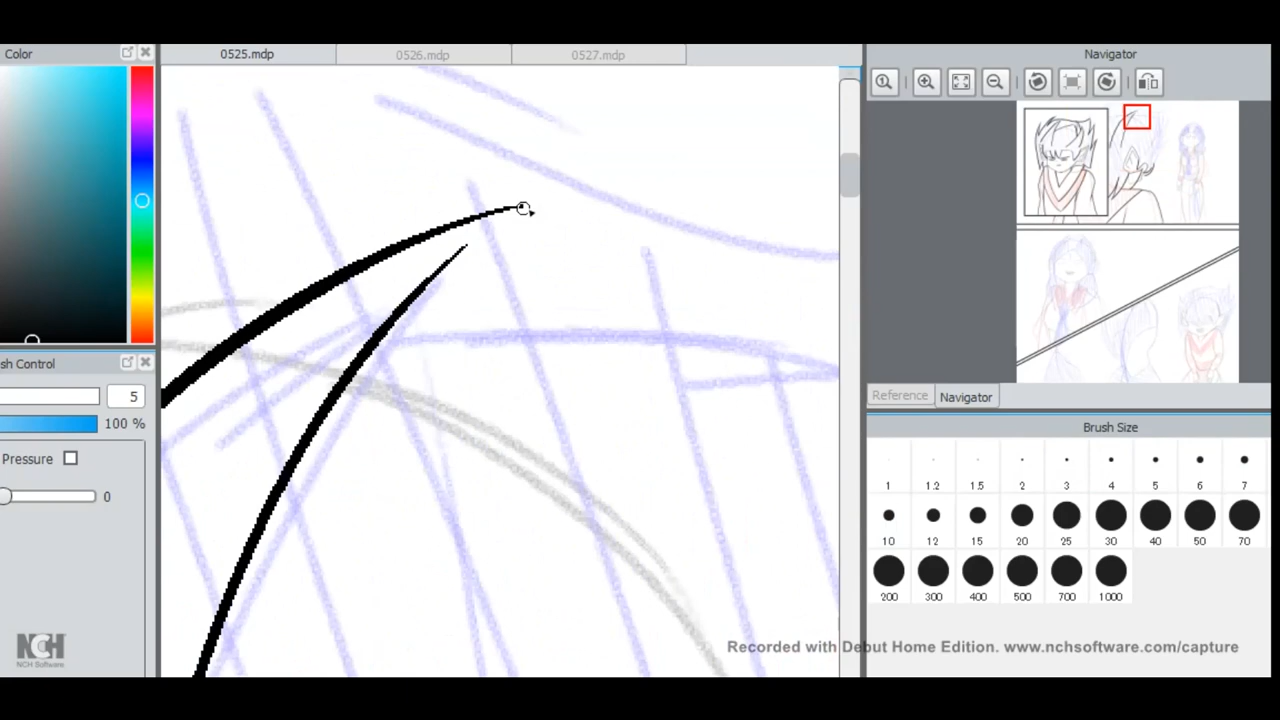 Color
0525.mdp
0526.mdp
0527.mdp
Navigator
sh Control
5
100 %
Pressure
0
Reference
Navigator
Brush Size
1 1.2 1.5 2 3 4 5 6 7
10 12 15 20 25 30 40 50 70
200 300 400 500 700 1000
NCH
NCH Software
Recorded with Debut Home Edition. www.nchsoftware.com/capture